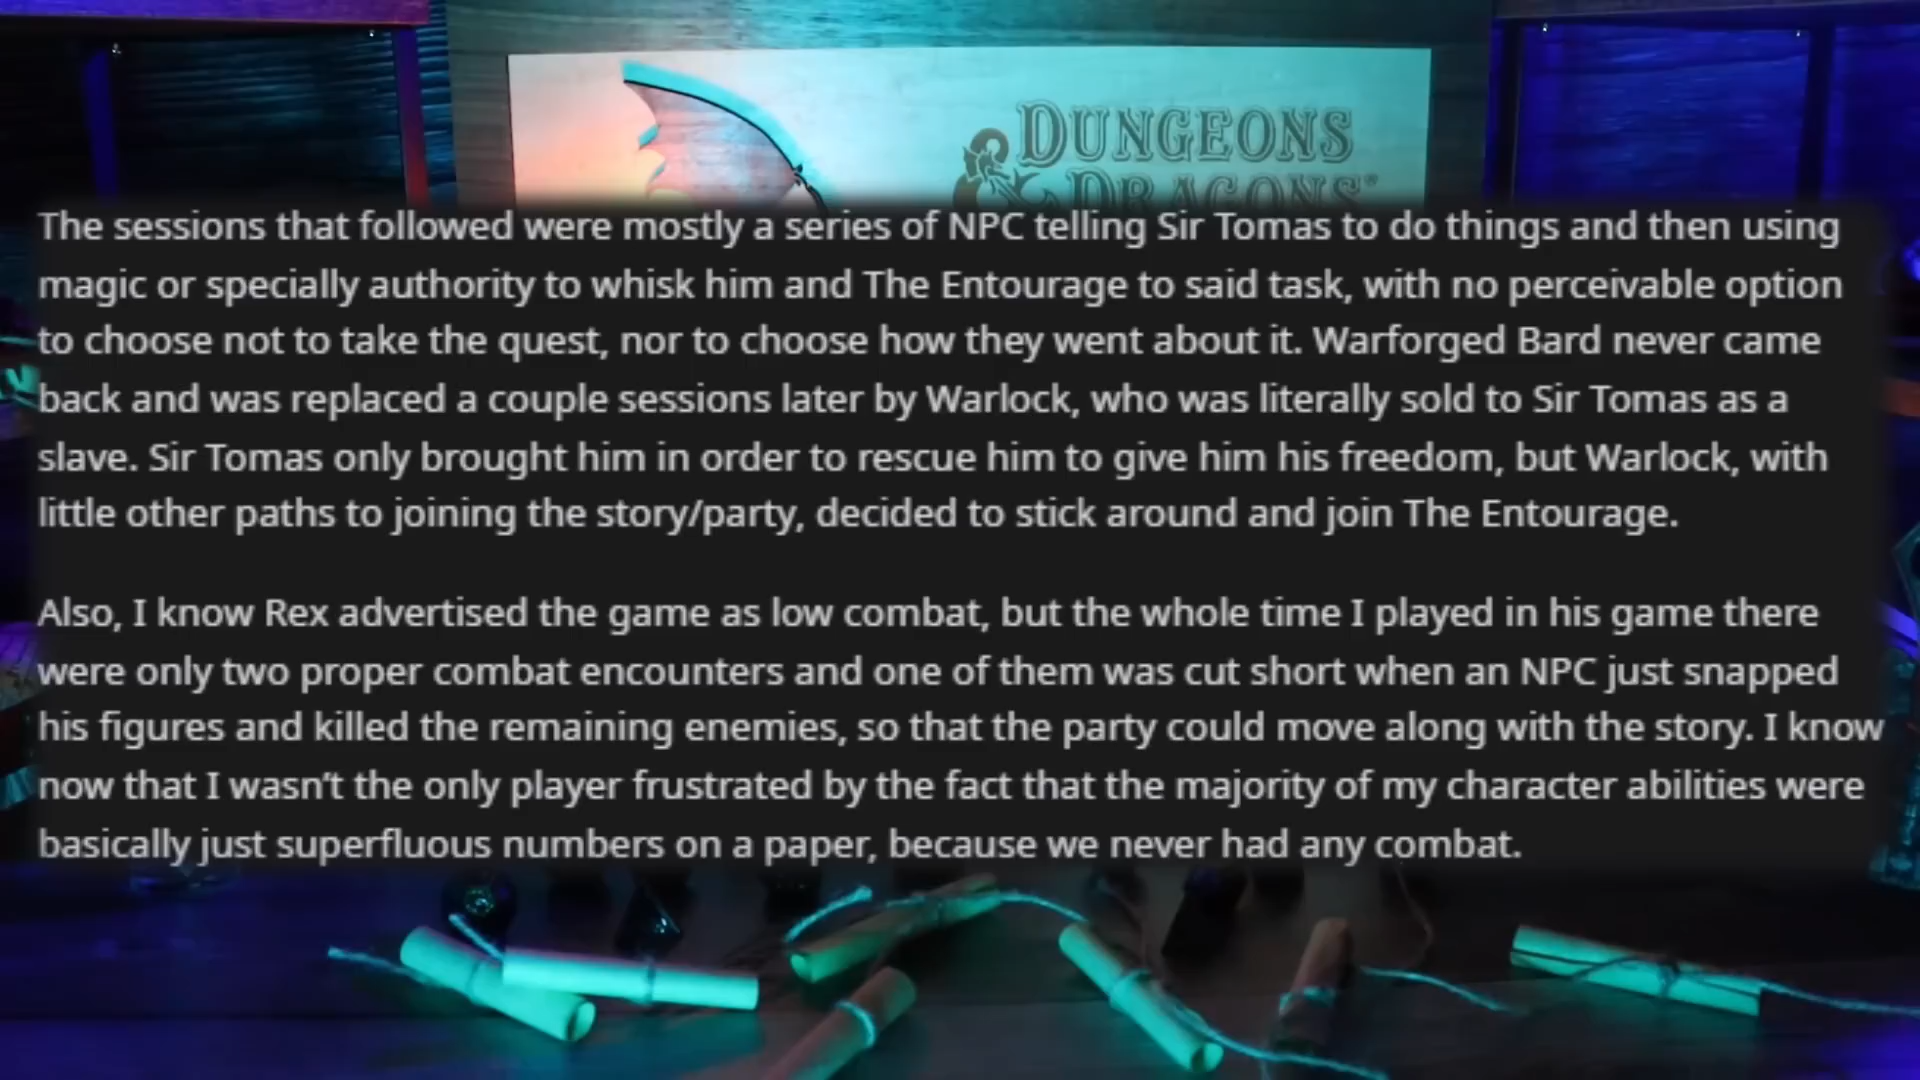 DUNGEONS
& DRAGONS®
The sessions that followed were mostly a series of NPC telling Sir Tomas to do things and then using
magic or specially authority to whisk him and The Entourage to said task, with no perceivable option
to choose not to take the quest, nor to choose how they went about it. Warforged Bard never came
back and was replaced a couple sessions later by Warlock, who was literally sold to Sir Tomas as a
slave. Sir Tomas only brought him in order to rescue him to give him his freedom, but Warlock, with
little other paths to joining the story/party, decided to stick around and join The Entourage.
Also, I know Rex advertised the game as low combat, but the whole time I played in his game there
were only two proper combat encounters and one of them was cut short when an NPC just snapped
his figures and killed the remaining enemies, so that the party could move along with the story. I know
now that I wasn't the only player frustrated by the fact that the majority of my character abilities were
basically just superfluous numbers on a paper, because we never had any combat.